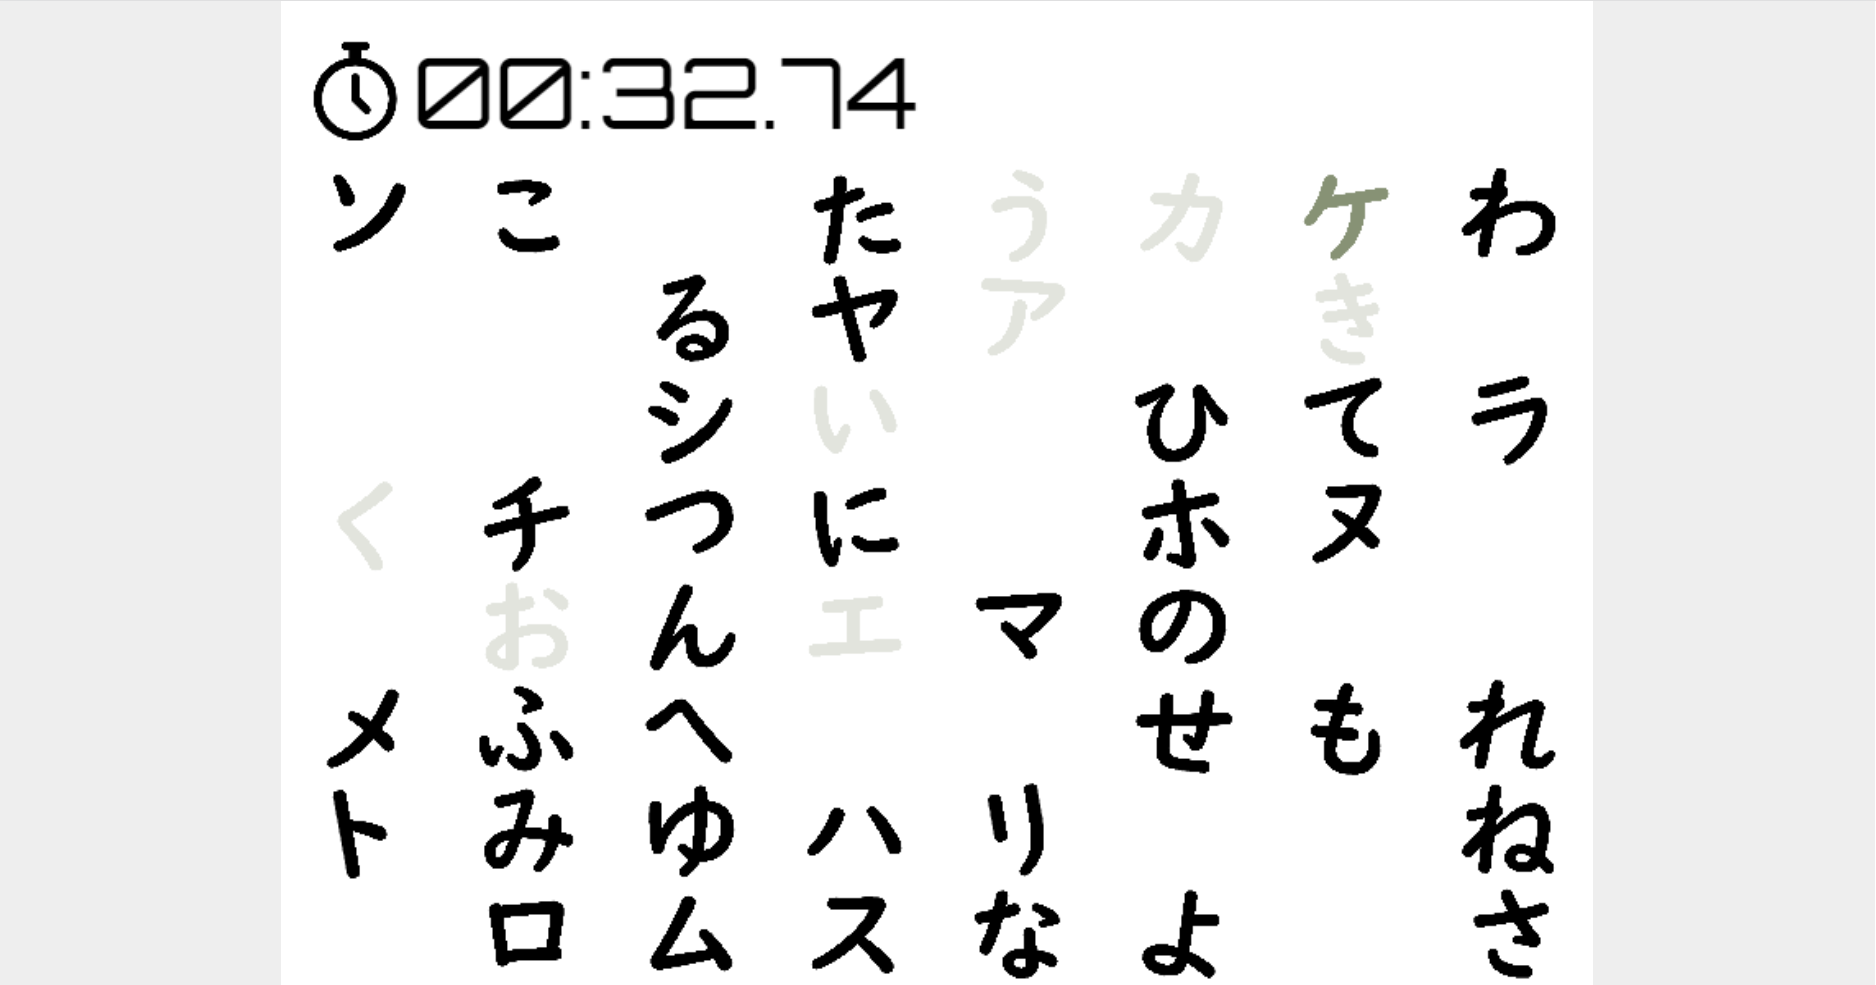 00:32.74
ソ こ た う カ ケ わ
る ヤ ア き
シ い ひ て ラ
く チ つ に ホ ヌ
お ん エ マ の
メ ふ へ せ も れ
ト み ゆ ハ リ ね
ロ ム ス な よ さ